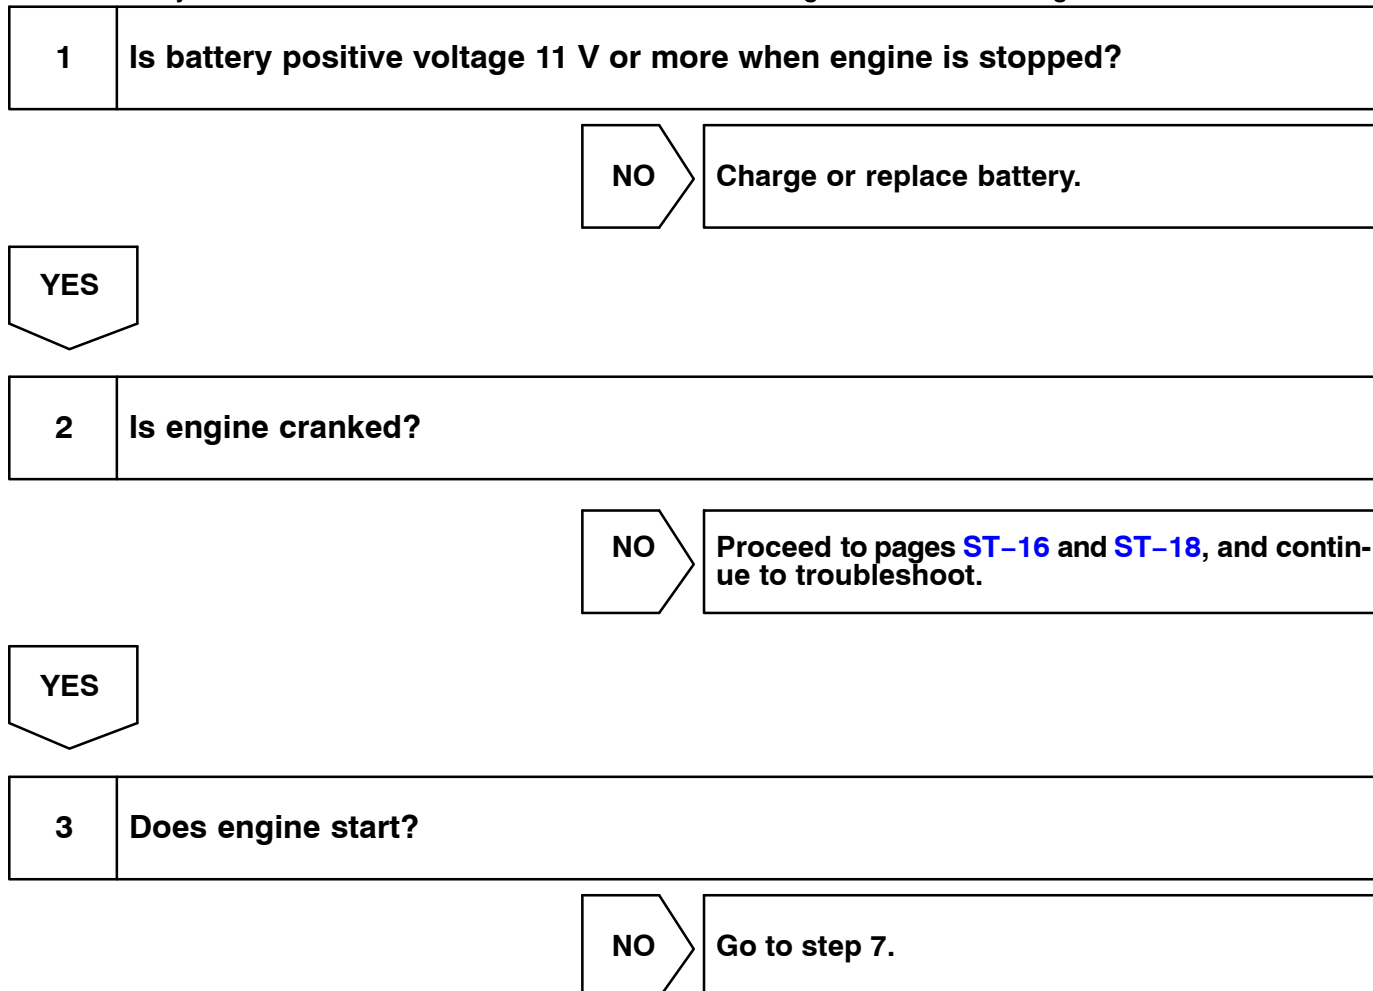 1 Is battery positive voltage 11 V or more when engine is stopped?
NO Charge or replace battery.
YES
2 Is engine cranked?
NO Proceed to pages ST–16 and ST–18, and contin-
ue to troubleshoot.
YES
3 Does engine start?
NO Go to step 7.